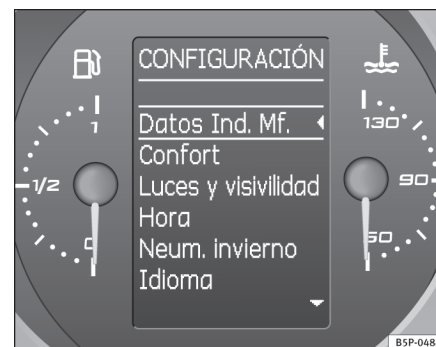 CONFIGURACIÓN
Datos Ind. Mf.
Confort
Luces y visivilidad
Hora
Neum. invierno
Idioma
1
1/2
0
130
90
50
B5P-048